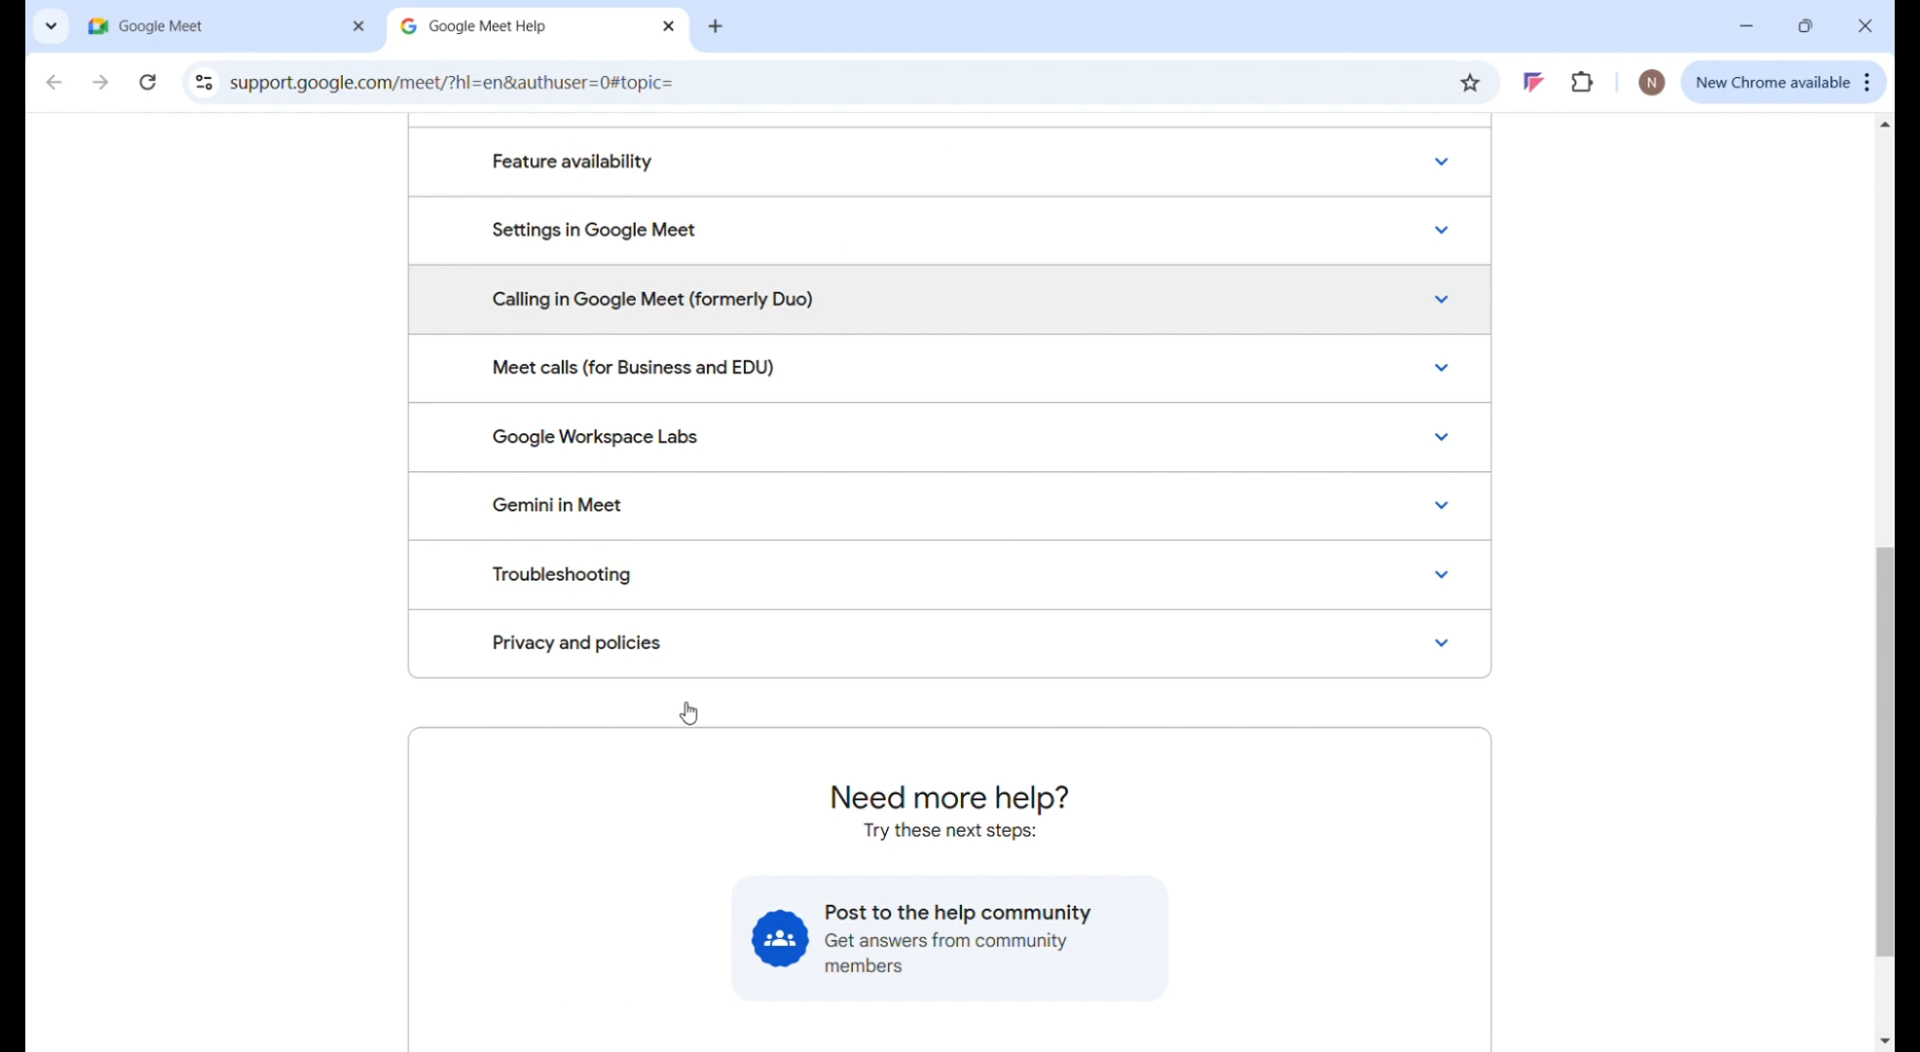 Google Meet
Google Meet Help
support.google.com/meet/?hl=en&authuser=0#topic=
N
New Chrome available
Feature availability
Settings in Google Meet
Calling in Google Meet (formerly Duo)
Meet calls (for Business and EDU)
Google Workspace Labs
Gemini in Meet
Troubleshooting
Privacy and policies
Need more help?
Try these next steps:
Post to the help community
Get answers from community
members